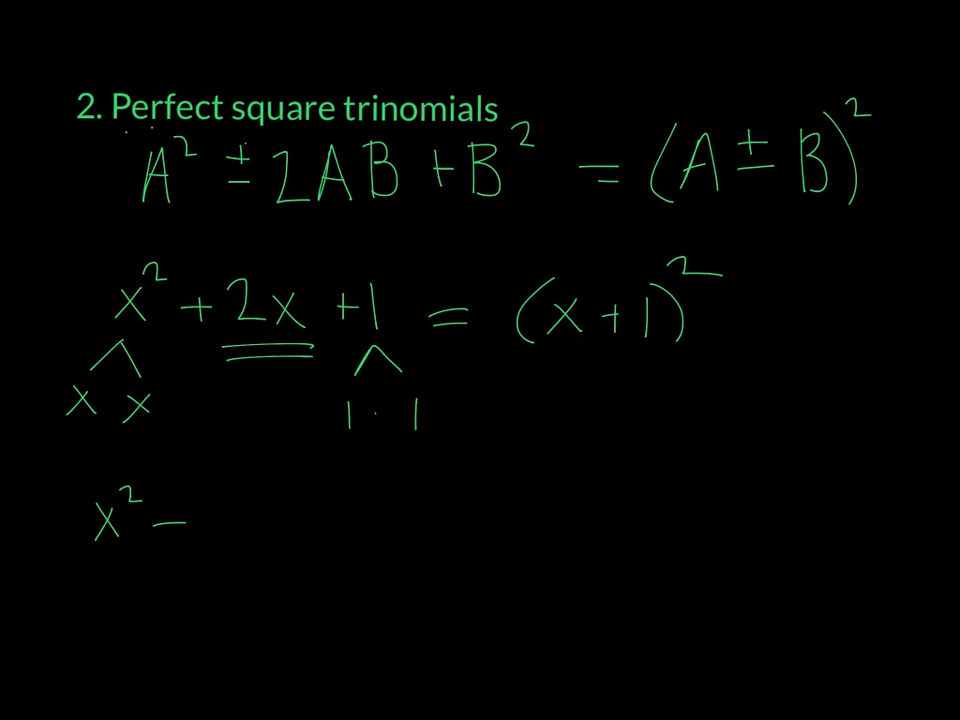 2. Perfect square trinomials
A² ± 2AB + B² = (A ± B)²
x² + 2x + 1 = (x + 1)²
x x 1 · 1
x² −